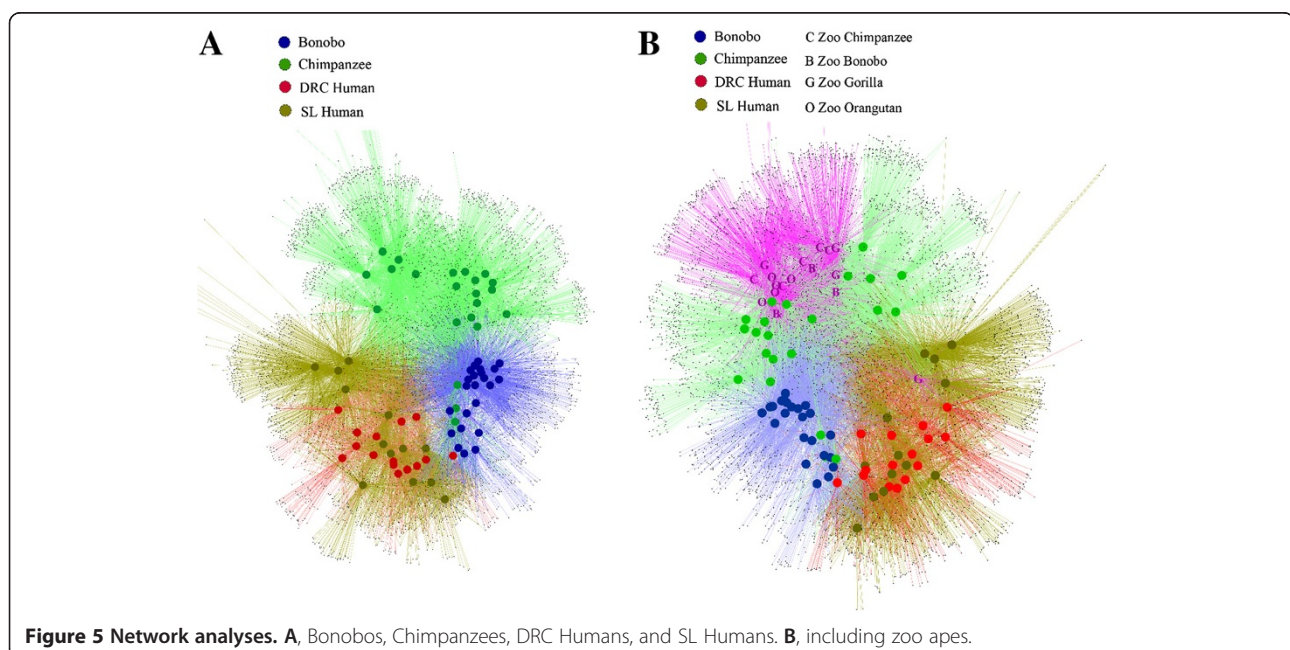 A
Bonobo
Chimpanzee
DRC Human
SL Human
B
Bonobo C Zoo Chimpanzee
Chimpanzee B Zoo Bonobo
DRC Human G Zoo Gorilla
SL Human O Zoo Orangutan
C C G
G C B G
C O O B
O
O B
G
Figure 5 Network analyses. A, Bonobos, Chimpanzees, DRC Humans, and SL Humans. B, including zoo apes.